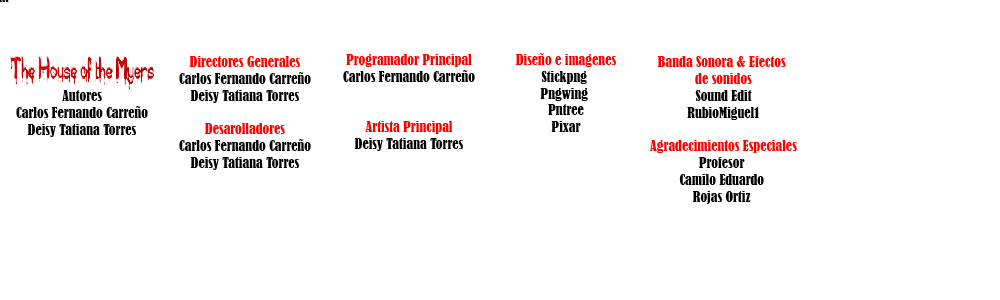 The House of the Myers
Autores
Carlos Fernando Carreño
Deisy Tatiana Torres
Directores Generales
Carlos Fernando Carreño
Deisy Tatiana Torres
Desarolladores
Carlos Fernando Carreño
Deisy Tatiana Torres
Programador Principal
Carlos Fernando Carreño
Artista Principal
Deisy Tatiana Torres
Diseño e imagenes
Stickpng
Pngwing
Pntree
Pixar
Banda Sonora & Efectos
de sonidos
Sound Edit
RubioMiguel1
Agradecimientos Especiales
Profesor
Camilo Eduardo
Rojas Ortiz